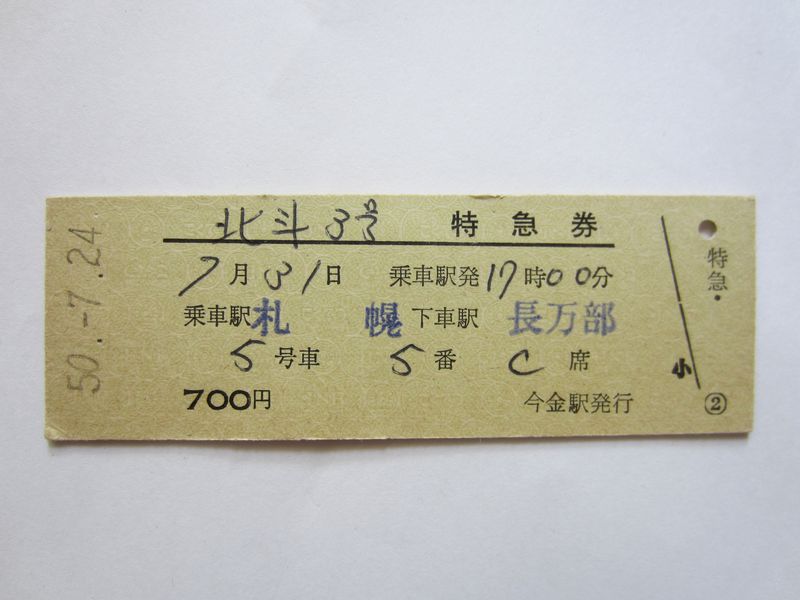 50.-7.24
北斗3号 特急券
7月31日 乗車駅発17時00分
乗車駅 札幌 下車駅 長万部
5号車 5番 C席
700円 今金駅発行
特急・
小
②